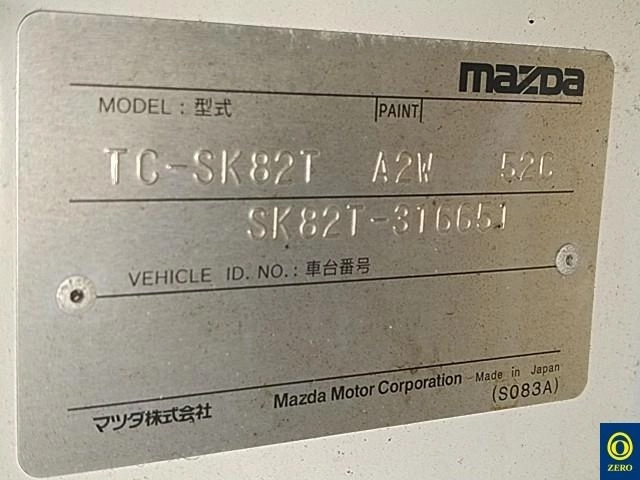 mazda
MODEL : 型式 PAINT
TC-SK82T A2W 52C
SK82T-316651
VEHICLE ID. NO. : 車台番号
マツダ株式会社 Mazda Motor Corporation Made in Japan
(S083A)
ZERO